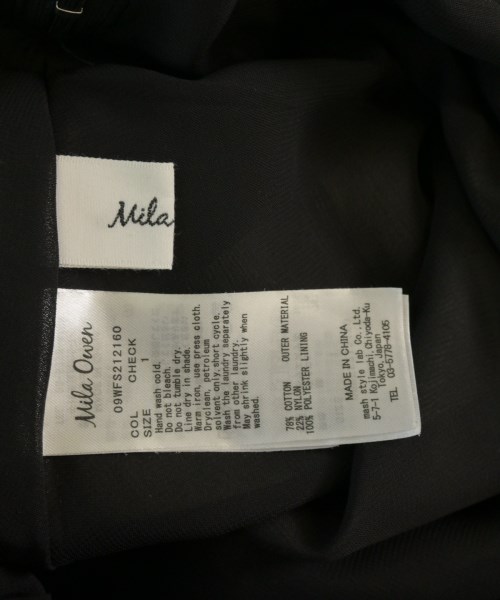 Mila
Mila Owen
09WFS212160
COL CHECK
SIZE 1
Hand wash cold.
Do not bleach.
Do not tumble dry.
Line dry in shade.
Warm iron, use press cloth.
Dryclean, petroleum
solvent only,short cycle.
Wash the laundry separately
from other laundry.
May shrink slightly when
washed.
78% COTTON OUTER MATERIAL
22% NYLON
100% POLYESTER LINING
MADE IN CHINA
mash style lab Co.,Ltd.
5-7-1 Kojimachi,Chiyoda-Ku
Tokyo,Japan
TEL 03-5778-4105